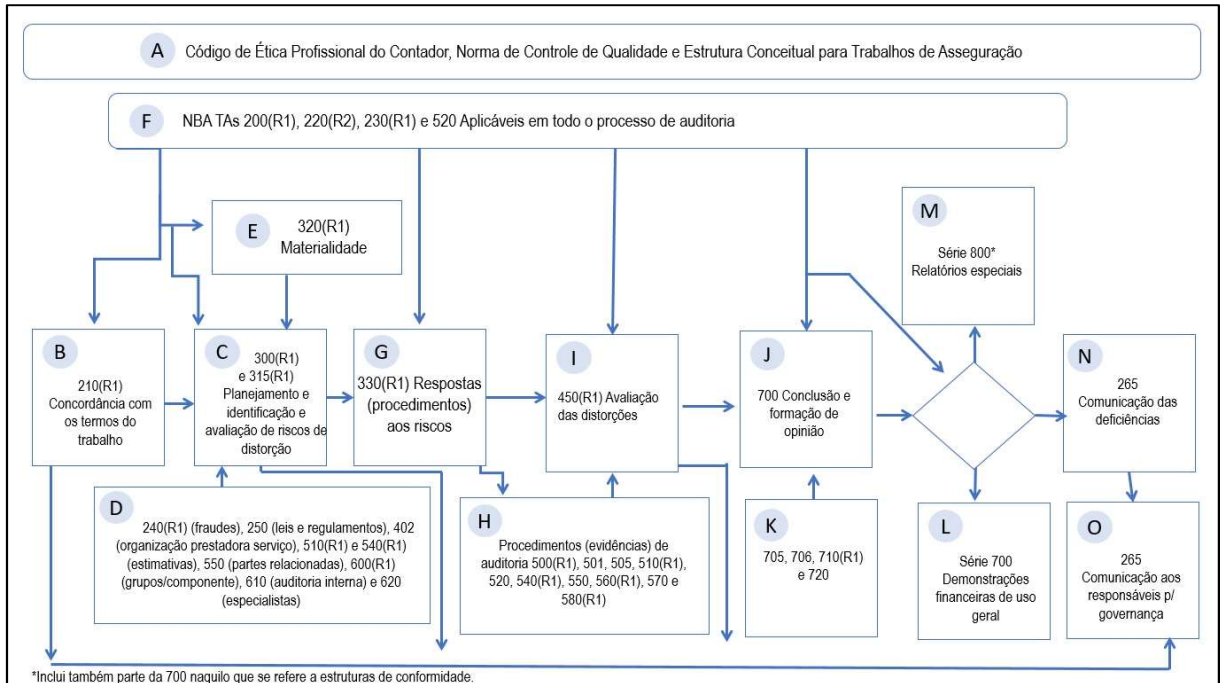 A
Código de Ética Profissional do Contador, Norma de Controle de Qualidade e Estrutura Conceitual para Trabalhos de Asseguração
F
NBA TAs 200(R1), 220(R2), 230(R1) e 520 Aplicáveis em todo o processo de auditoria
E
320(R1)
Materialidade
M
Série 800*
Relatórios especiais
B
210(R1)
Concordância com
os termos do
trabalho
C
300(R1)
e 315(R1)
Planejamento e
identificação e
avaliação de riscos de
distorção
G
330(R1) Respostas
(procedimentos)
aos riscos
I
450(R1) Avaliação
das distorções
J
700 Conclusão e
formação de
opinião
N
265
Comunicação das
deficiências
D
240(R1) (fraudes), 250 (leis e regulamentos), 402
(organização prestadora serviço), 510(R1) e 540(R1)
(estimativas), 550 (partes relacionadas), 600(R1)
(grupos/componente), 610 (auditoria interna) e 620
(especialistas)
H
Procedimentos (evidências) de
auditoria 500(R1), 501, 505, 510(R1),
520, 540(R1), 550, 560(R1), 570 e
580(R1)
K
705, 706, 710(R1)
e 720
L
Série 700
Demonstrações
financeiras de uso
geral
O
265
Comunicação aos
responsáveis p/
governança
*Inclui também parte da 700 naquilo que se refere a estruturas de conformidade.